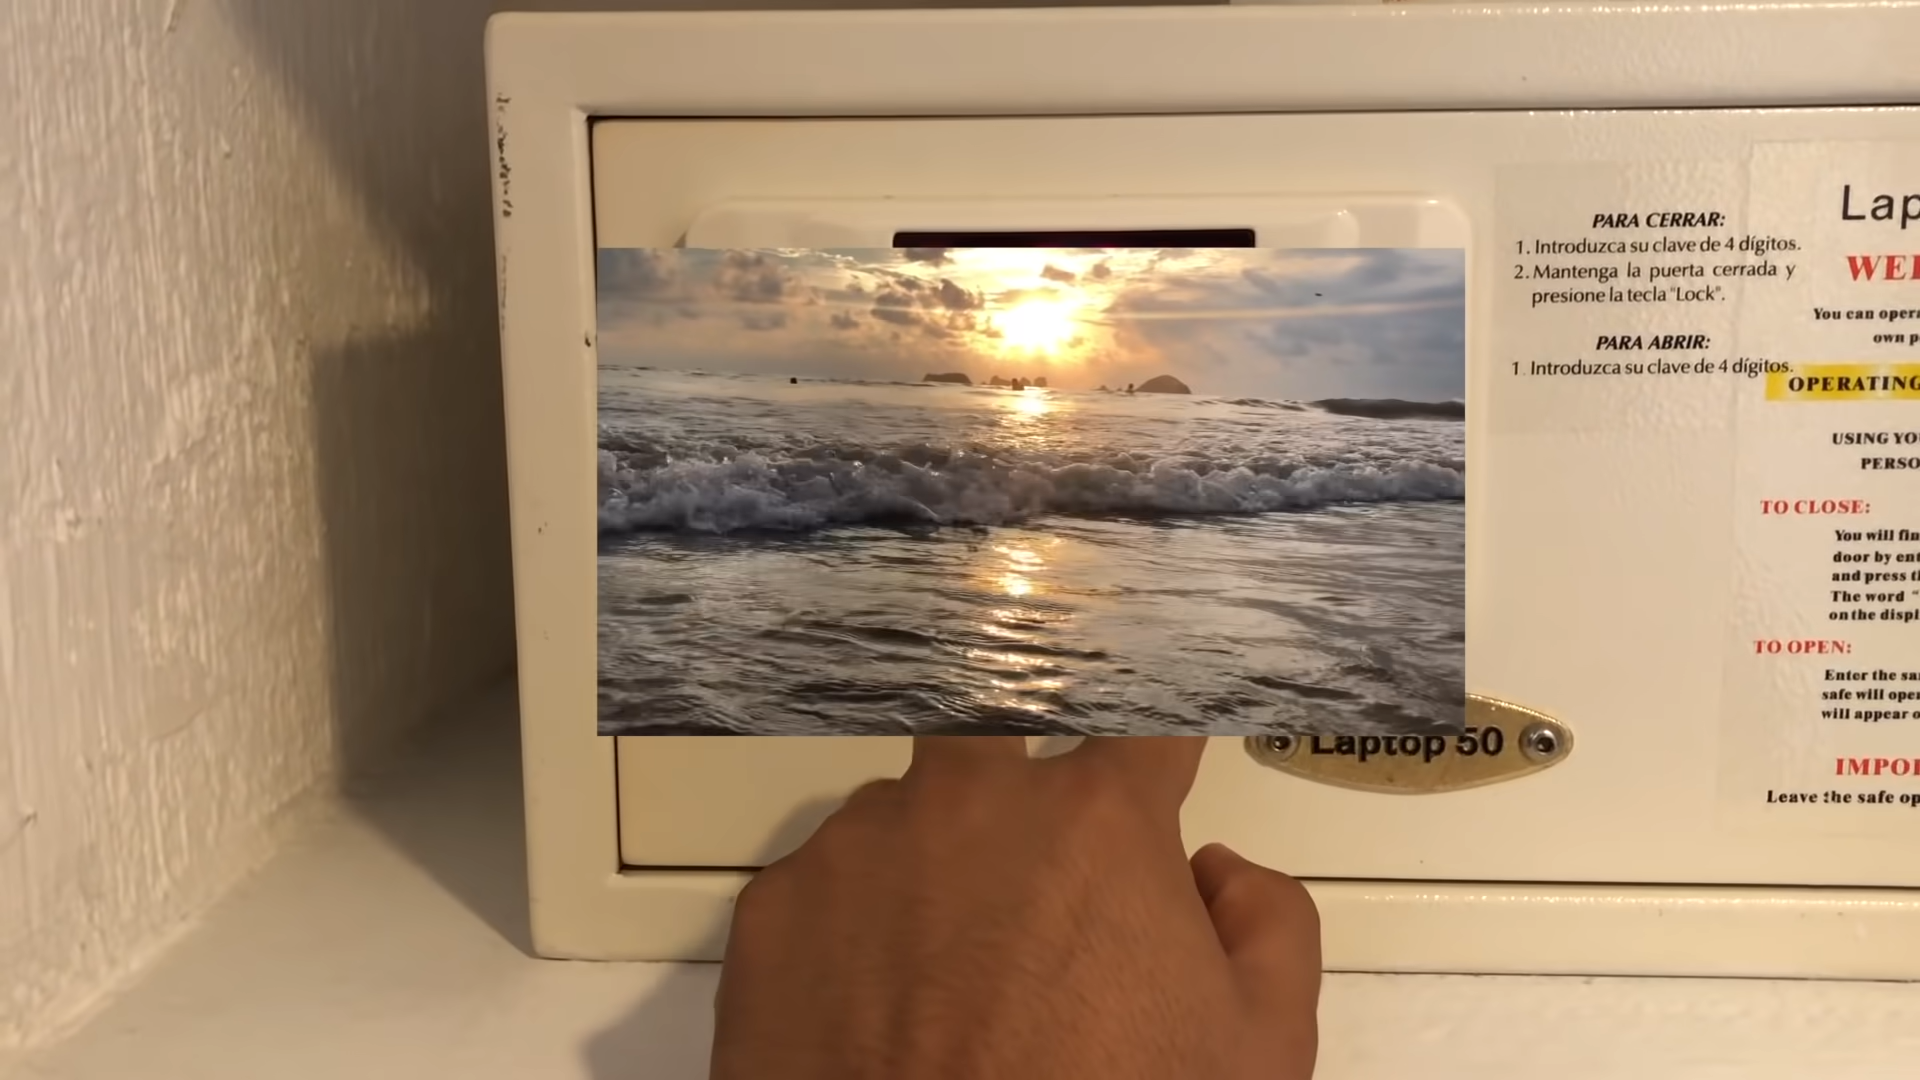 PARA CERRAR:
1. Introduzca su clave de 4 dígitos.
2. Mantenga la puerta cerrada y
presione la tecla "Lock".
PARA ABRIR:
1. Introduzca su clave de 4 dígitos.
Laptop 50
Lap
WEL
You can opera
own p
OPERATING
USING YO
PERSO
TO CLOSE:
You will fin
door by ent
and press t
The word "
on the displ
TO OPEN:
Enter the sa
safe will ope
will appear o
IMPO
Leave the safe op